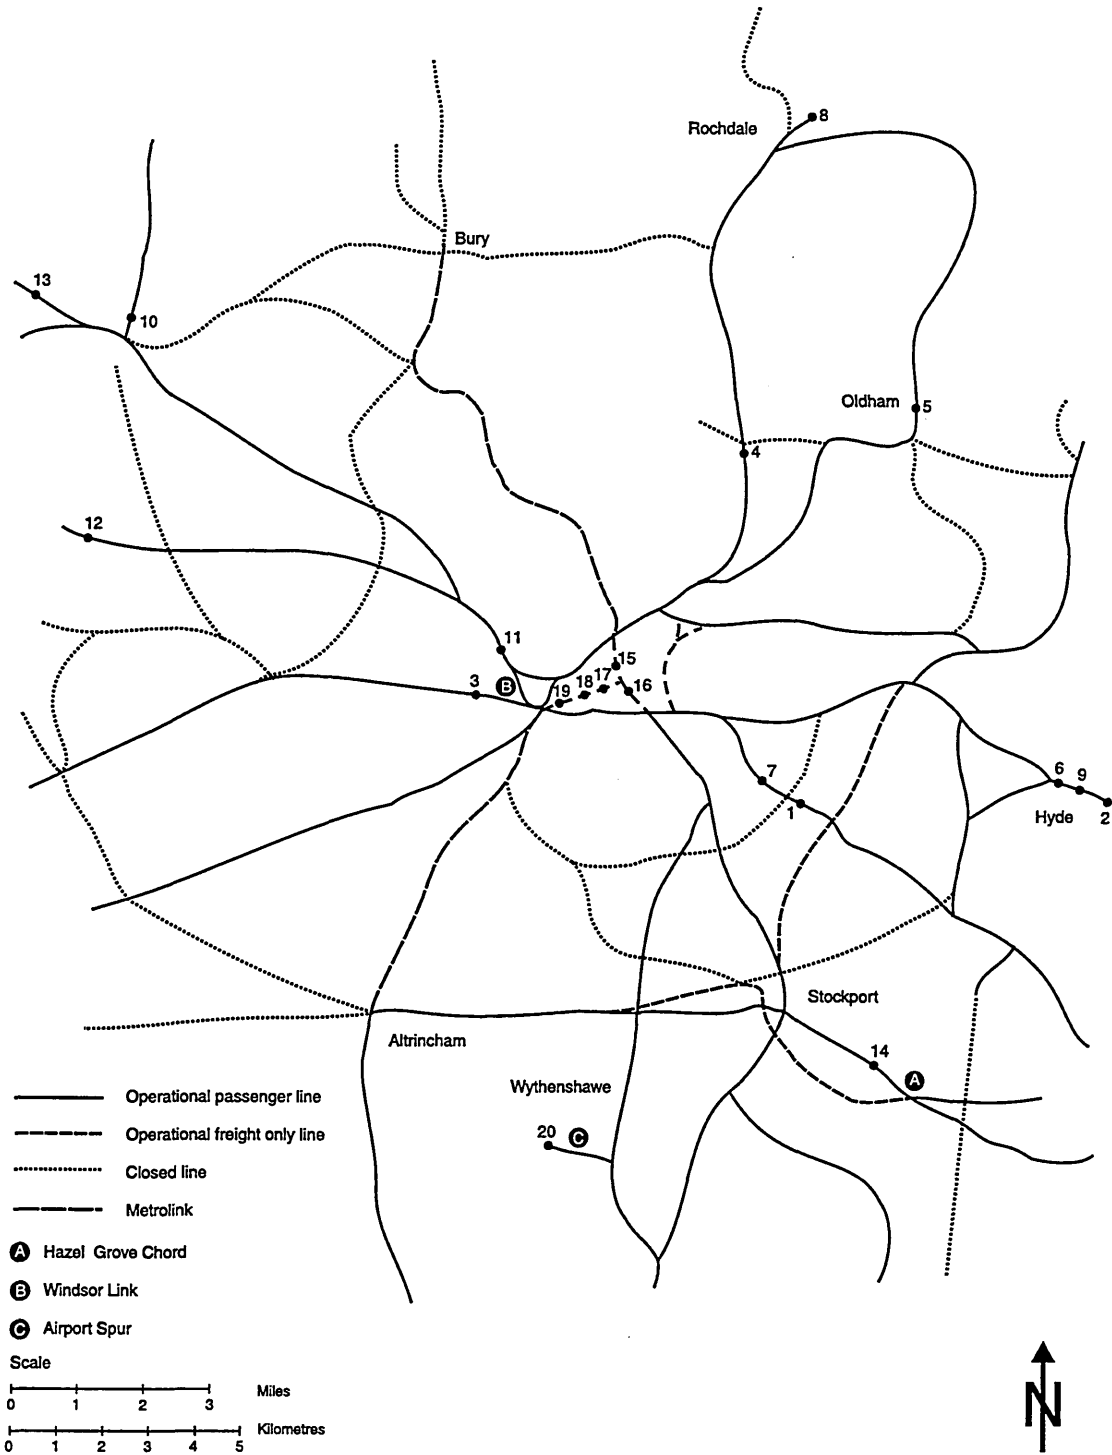 8
Rochdale
Bury
13
10
Oldham
5
4
12
11
15
3
B
17
18
16
19
7
6
9
1
Hyde
2
Stockport
Altrincham
14
A
Wythenshawe
20
C
Operational passenger line
Operational freight only line
Closed line
Metrolink
A Hazel Grove Chord
B Windsor Link
C Airport Spur
Scale
0 1 2 3 Miles
0 1 2 3 4 5 Kilometres
N